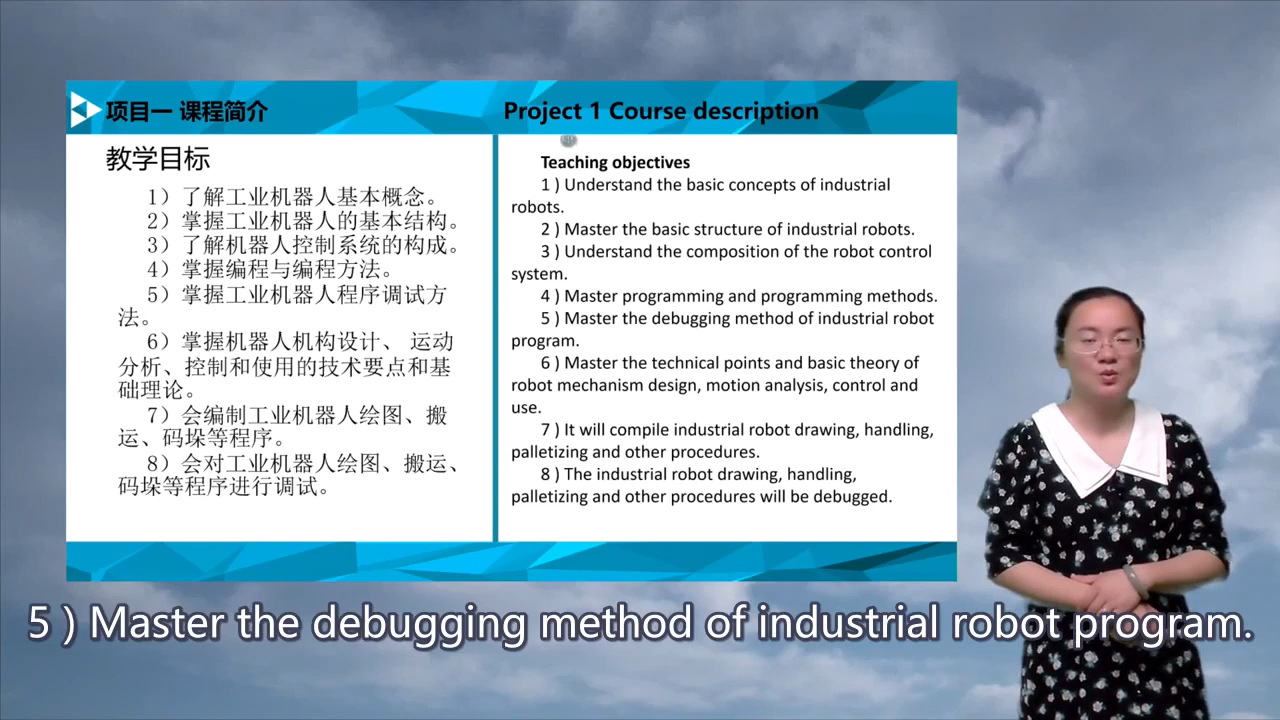 项目一 课程简介
Project 1 Course description
教学目标
1）了解工业机器人基本概念。
2）掌握工业机器人的基本结构。
3）了解机器人控制系统的构成。
4）掌握编程与编程方法。
5）掌握工业机器人程序调试方
法。
6）掌握机器人机构设计、 运动
分析、控制和使用的技术要点和基
础理论。
7）会编制工业机器人绘图、搬
运、码垛等程序。
8）会对工业机器人绘图、搬运、
码垛等程序进行调试。
Teaching objectives
1 ) Understand the basic concepts of industrial
robots.
2 ) Master the basic structure of industrial robots.
3 ) Understand the composition of the robot control
system.
4 ) Master programming and programming methods.
5 ) Master the debugging method of industrial robot
program.
6 ) Master the technical points and basic theory of
robot mechanism design, motion analysis, control and
use.
7 ) It will compile industrial robot drawing, handling,
palletizing and other procedures.
8 ) The industrial robot drawing, handling,
palletizing and other procedures will be debugged.
5 ) Master the debugging method of industrial robot program.